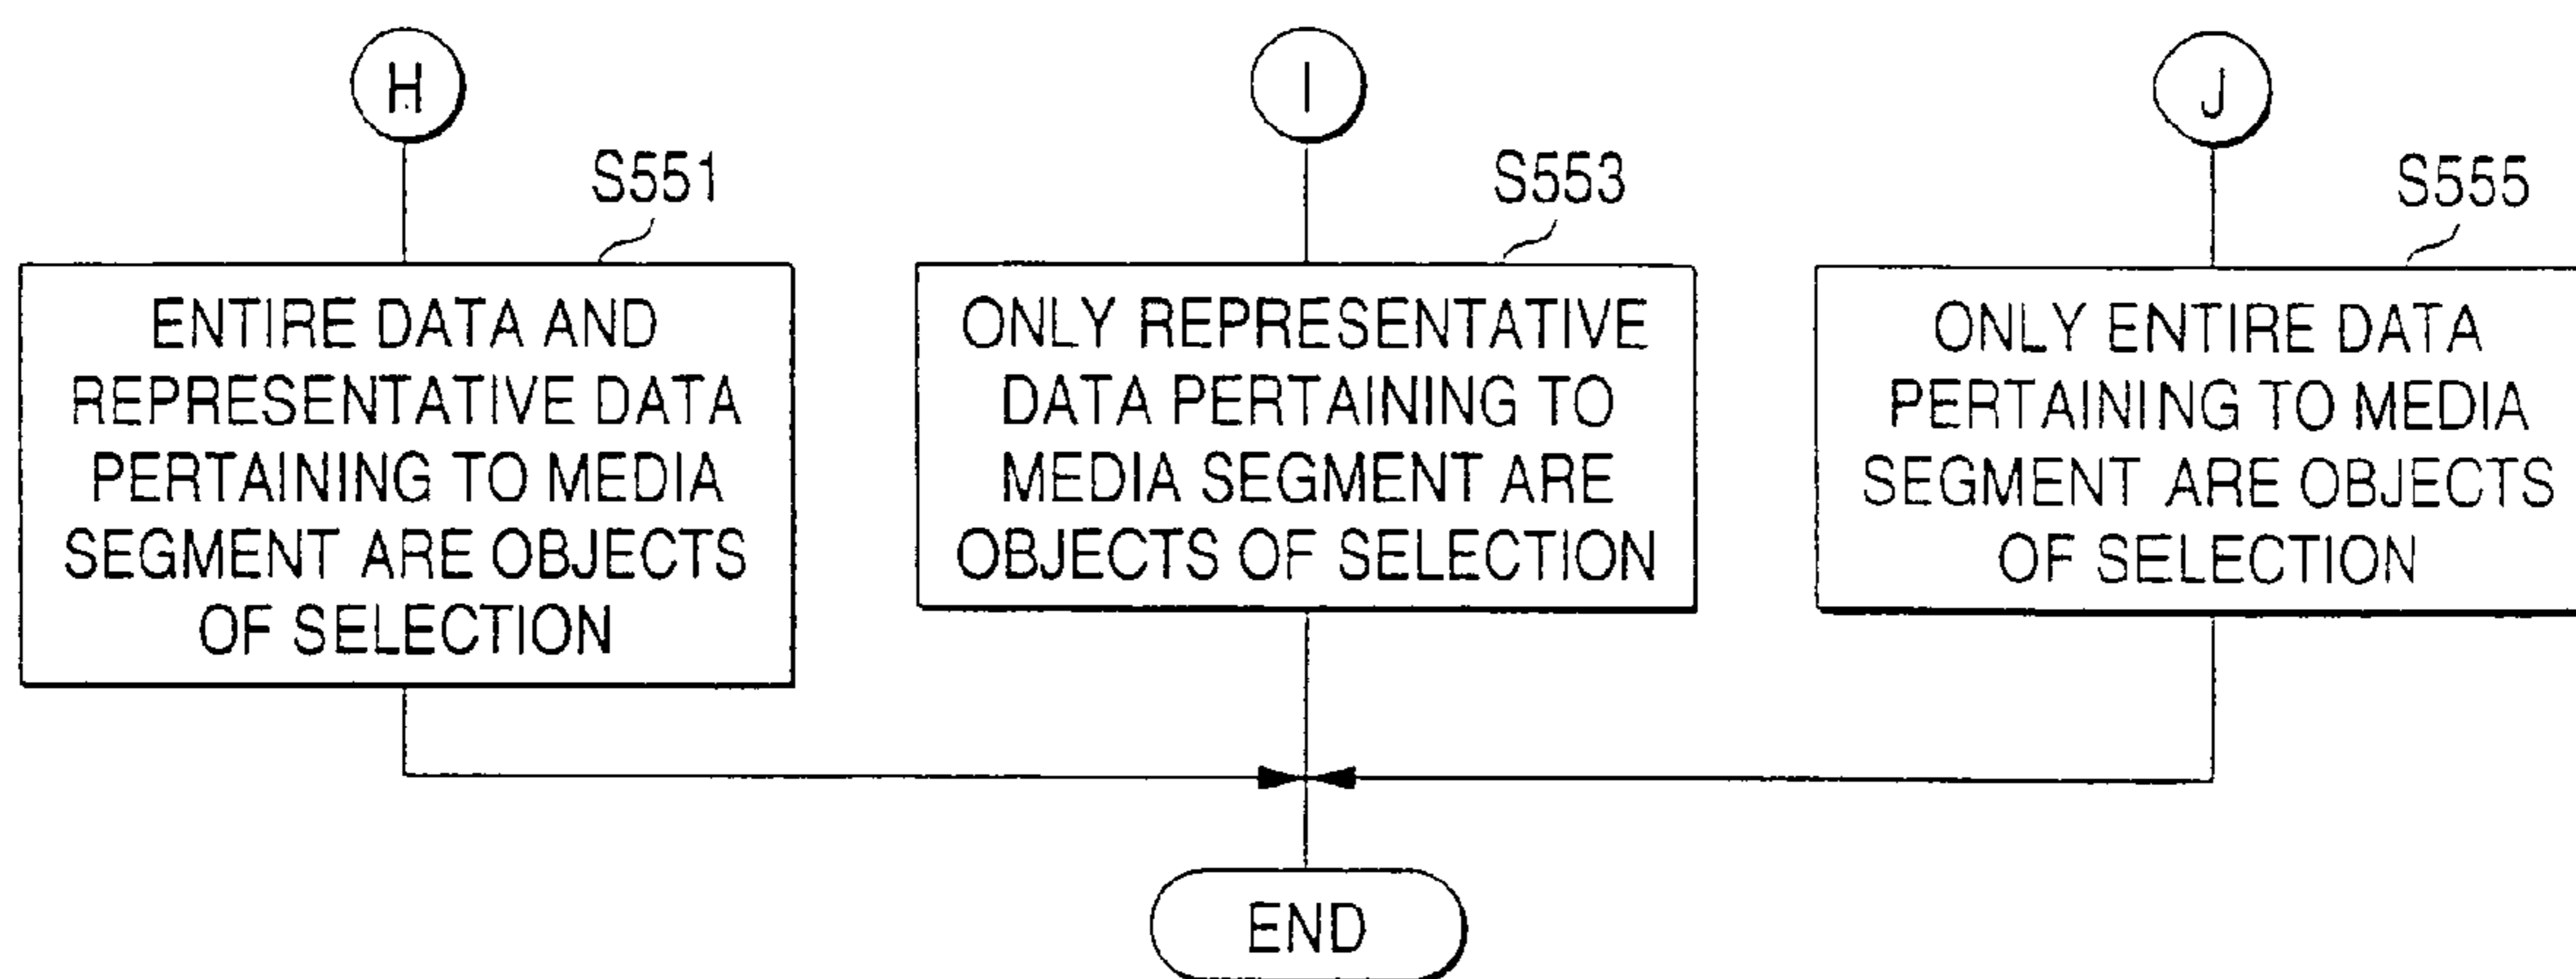 H
I
J
S551
S553
S555
ENTIRE DATA AND
REPRESENTATIVE DATA
PERTAINING TO MEDIA
SEGMENT ARE OBJECTS
OF SELECTION
ONLY REPRESENTATIVE
DATA PERTAINING TO
MEDIA SEGMENT ARE
OBJECTS OF SELECTION
ONLY ENTIRE DATA
PERTAINING TO MEDIA
SEGMENT ARE OBJECTS
OF SELECTION
END